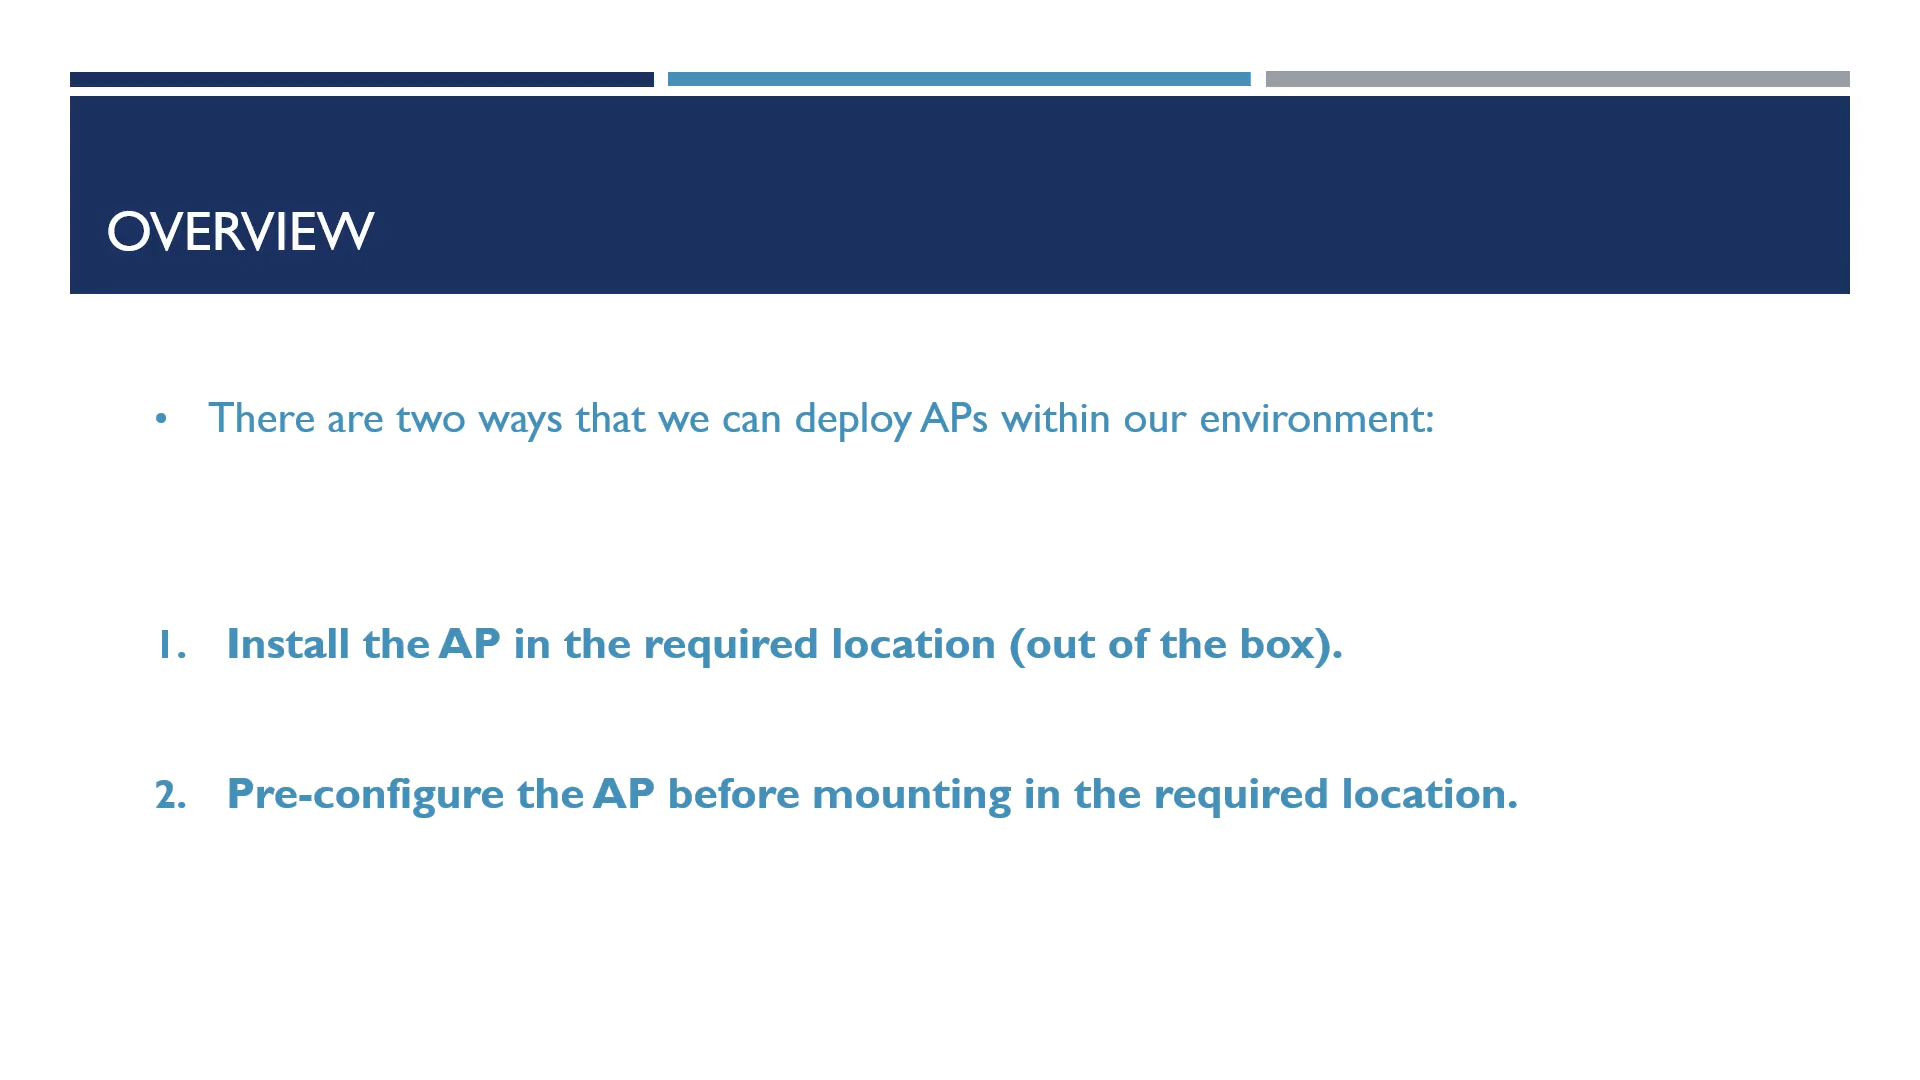 OVERVIEW
• There are two ways that we can deploy APs within our environment:
1. Install the AP in the required location (out of the box).
2. Pre-configure the AP before mounting in the required location.